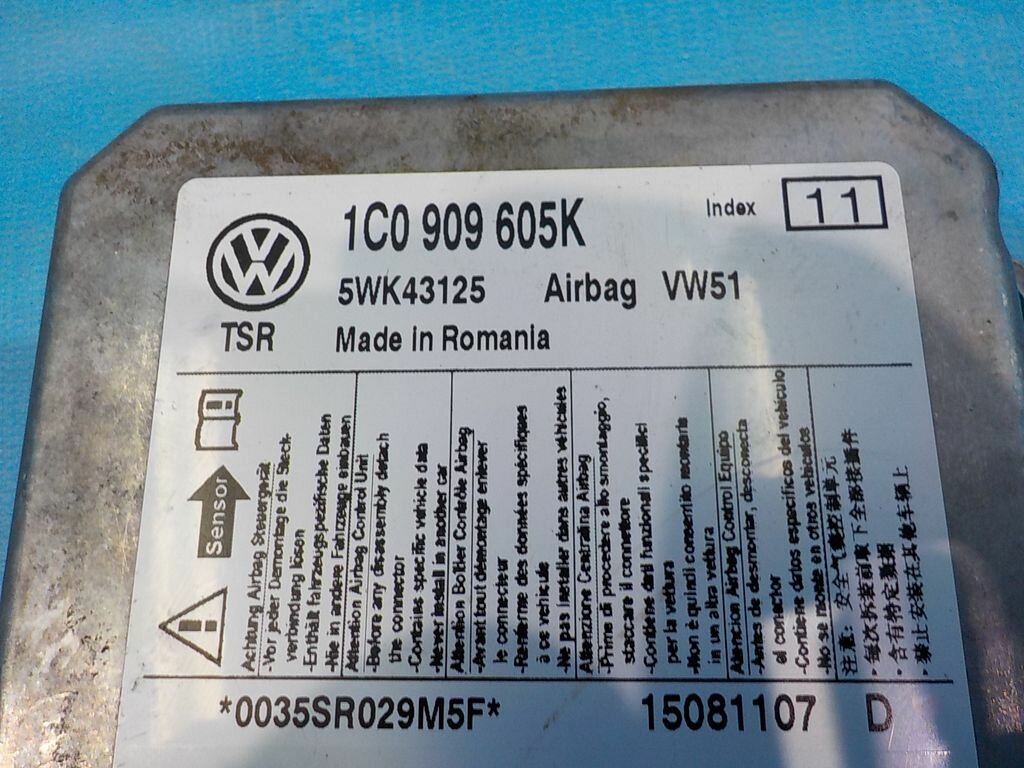 1C0 909 605K
Index 11
5WK43125 Airbag VW51
TSR
Made in Romania
Sensor
Achtung Airbag Steuergerät
-Vor jeder Demontage die Steck-
verbindung lösen
-Enthält fahrzeugspezifische Daten
-Nie in andere Fahrzeuge einbauen
Attention Airbag Control Unit
-Before any disassembly detach
the connector
-Contains specific vehicle data
-Never install in another car
Attention Boîtier Contrôle Airbag
-Avant tout démontage enlever
le connecteur
-Renferme des données spécifiques
à ces véhicule
-Ne pas installer dans autres véhicules
Attenzione Centralina Airbag
-Prima di procedere allo smontaggio,
staccare il connettore
-Contiene dati funzionali specifici
per la vettura
-Non è quindi consentito montarla
in un altra vettura
Atencion Airbag Control Equipo
-Antes de desmontar, desconecta
el conector
-Contiene datos específicos del vehículo
-No se monte en otros vehículos
注意: 安全气囊控制单元
·每次拆装前取下全部接插件
·含有特定数据
·禁止安装在其他车辆上
*0035SR029M5F* 15081107 D